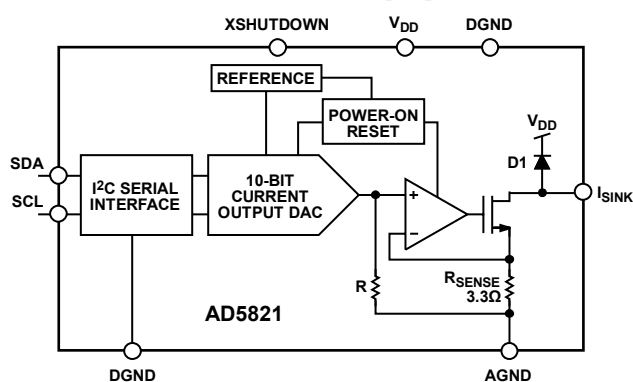 XSHUTDOWN
VDD
DGND
REFERENCE
POWER-ON
RESET
VDD
D1
SDA
SCL
I2C SERIAL
INTERFACE
10-BIT
CURRENT
OUTPUT DAC
+
–
ISINK
R
RSENSE
3.3Ω
AD5821
DGND
AGND